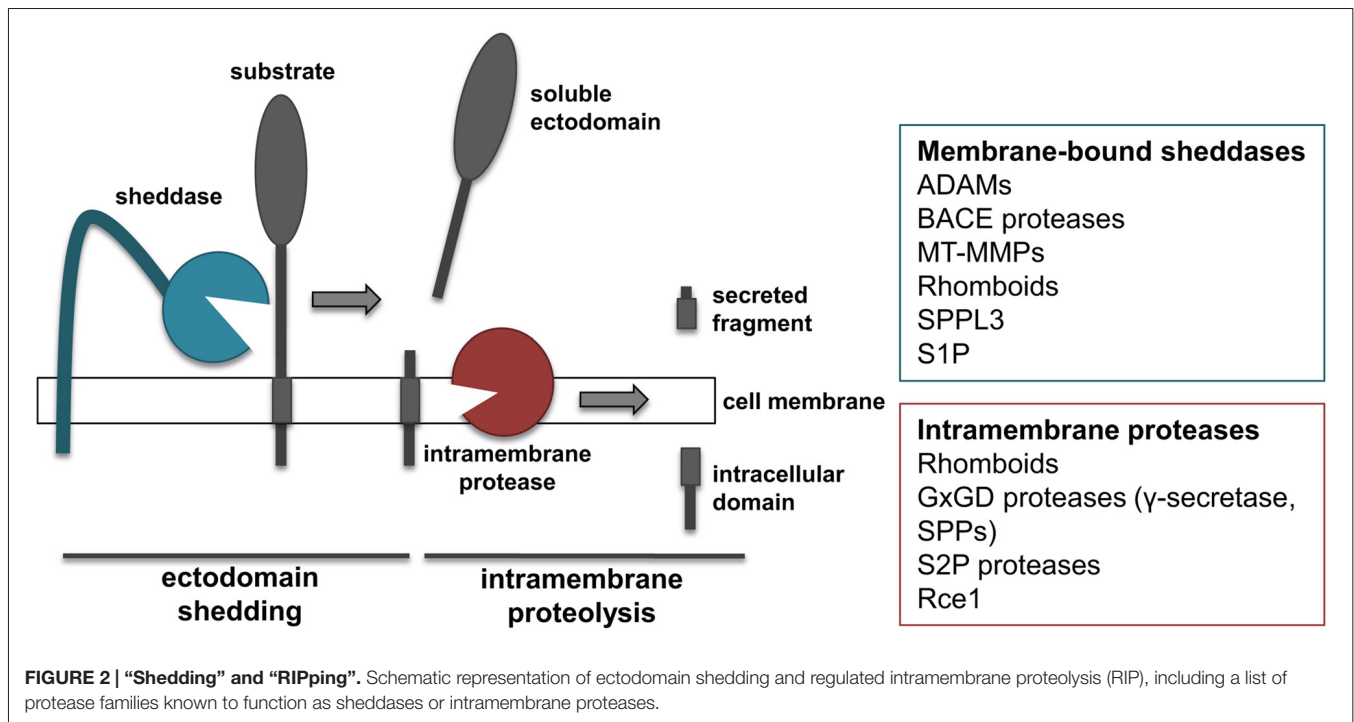 substrate
soluble
ectodomain
sheddase
secreted
fragment
cell membrane
intramembrane
protease
intracellular
domain
ectodomain
shedding
intramembrane
proteolysis
Membrane-bound sheddases
ADAMs
BACE proteases
MT-MMPs
Rhomboids
SPPL3
S1P
Intramembrane proteases
Rhomboids
GxGD proteases (γ-secretase,
SPPs)
S2P proteases
Rce1
FIGURE 2 | “Shedding” and “RIPping”. Schematic representation of ectodomain shedding and regulated intramembrane proteolysis (RIP), including a list of
protease families known to function as sheddases or intramembrane proteases.